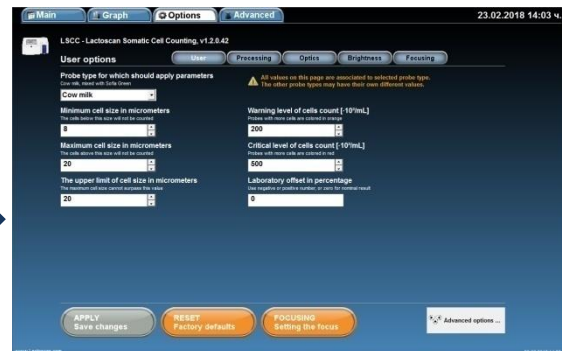 Main Graph Options Advanced 23.02.2018 14:03 ч.
LSCC - Lactoscan Somatic Cell Counting, v1.2.0.42
User options User Processing Optics Brightness Focusing
Probe type for which should apply parameters
Cow milk, mixed with Sofia Green
Cow milk
All values on this page are associated to selected probe type.
The other probe types may have their own different values.
Minimum cell size in micrometers
The cells below this size will not be counted
8
Warning level of cells count [·10³/mL]
Probes with more cells are colored in orange
200
Maximum cell size in micrometers
The cells above this size will not be counted
20
Critical level of cells count [·10³/mL]
Probes with more cells are colored in red
500
The upper limit of cell size in micrometers
The maximum cell size cannot surpass this value
20
Laboratory offset in percentage
Use negative or positive number, or zero for nominal result
0
APPLY
Save changes
RESET
Factory defaults
FOCUSING
Setting the focus
Advanced options ...